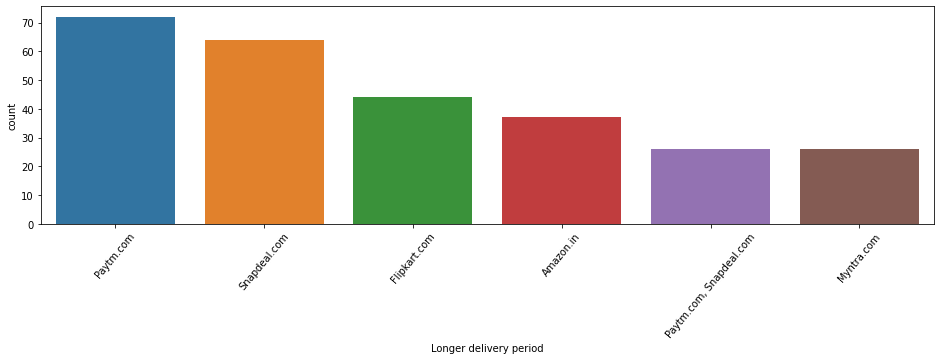 70
60
50
40
30
20
10
0
count
Paytm.com
Snapdeal.com
Flipkart.com
Amazon.in
Paytm.com, Snapdeal.com
Myntra.com
Longer delivery period